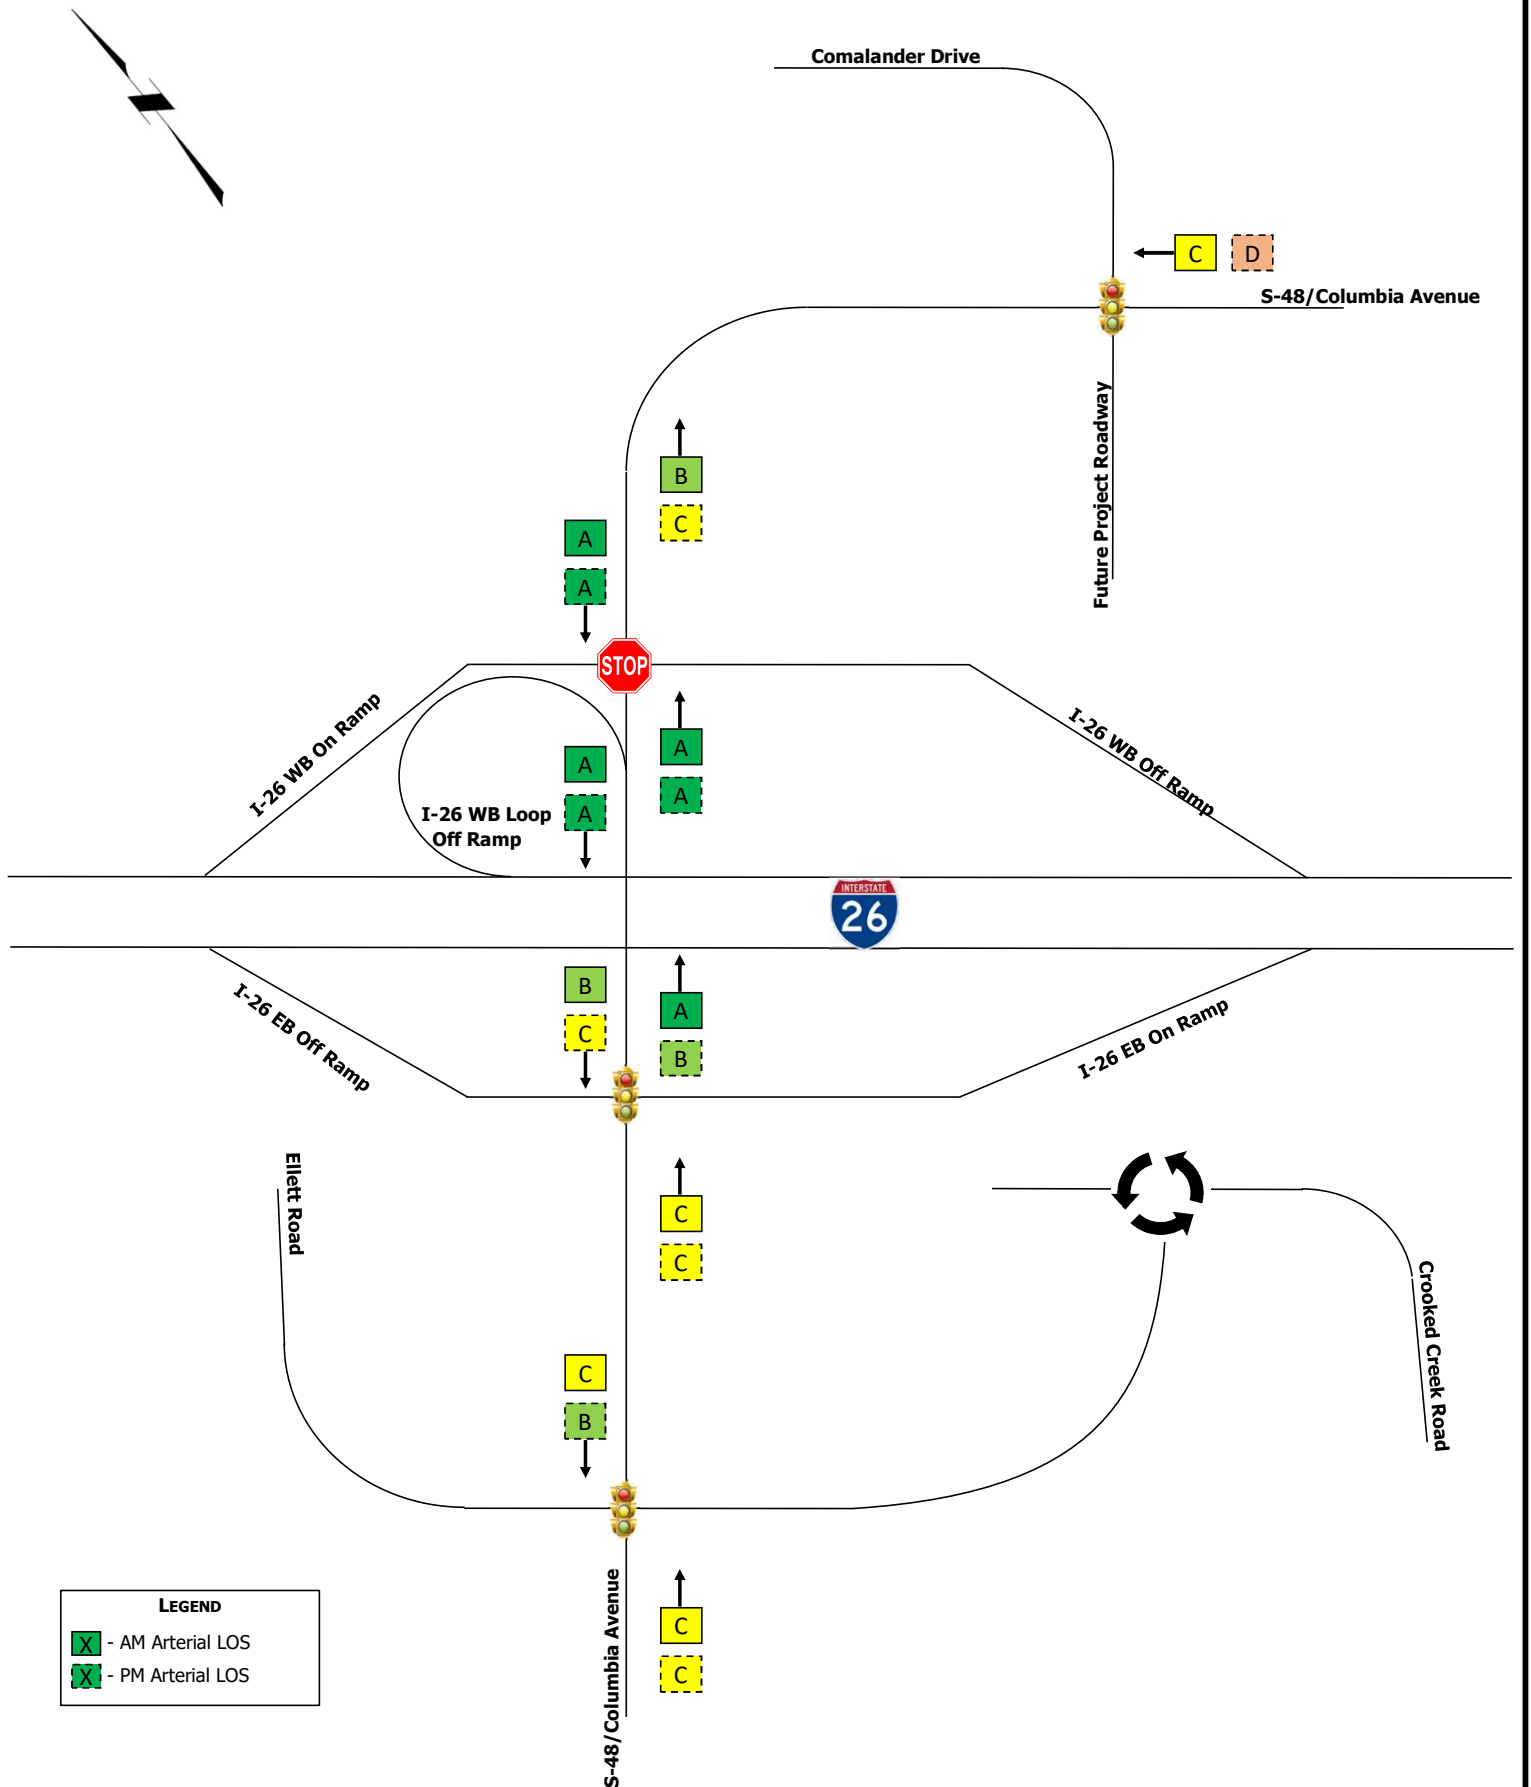 Comalander Drive
C
D
S-48/Columbia Avenue
Future Project Roadway
B
C
A
A
STOP
I-26 WB On Ramp
I-26 WB Off Ramp
A
A
A
A
I-26 WB Loop
Off Ramp
INTERSTATE
26
B
C
A
B
I-26 EB Off Ramp
I-26 EB On Ramp
Ellett Road
C
C
Crooked Creek Road
C
B
S-48/Columbia Avenue
C
C
LEGEND
X - AM Arterial LOS
X - PM Arterial LOS